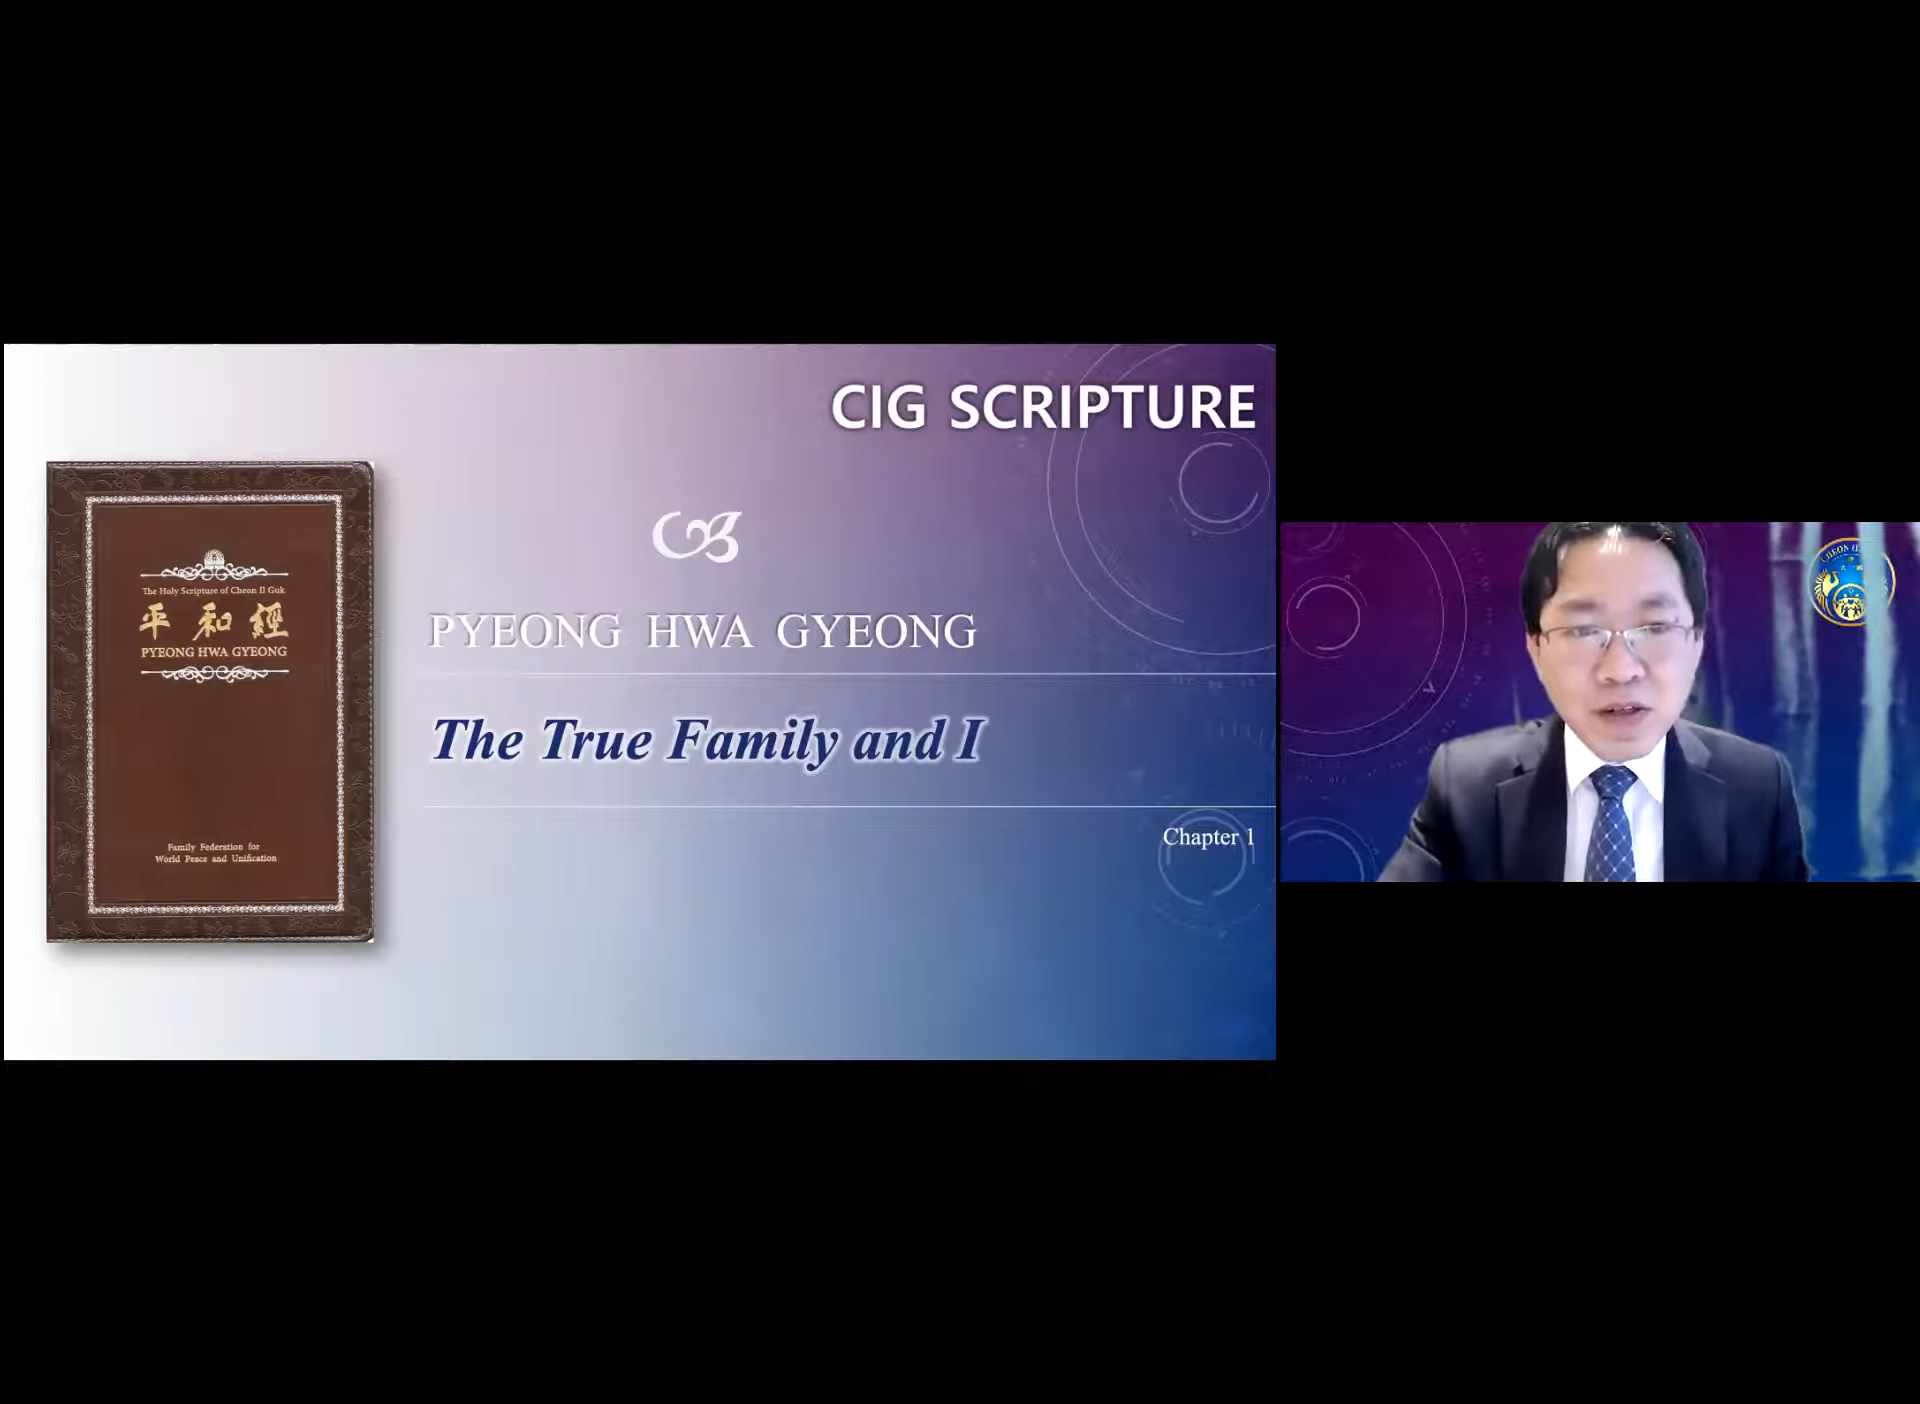 CIG SCRIPTURE
The Holy Scripture of Cheon Il Guk
平和經
PYEONG HWA GYEONG
Family Federation for
World Peace and Unification
PYEONG HWA GYEONG
The True Family and I
Chapter 1
CHEON